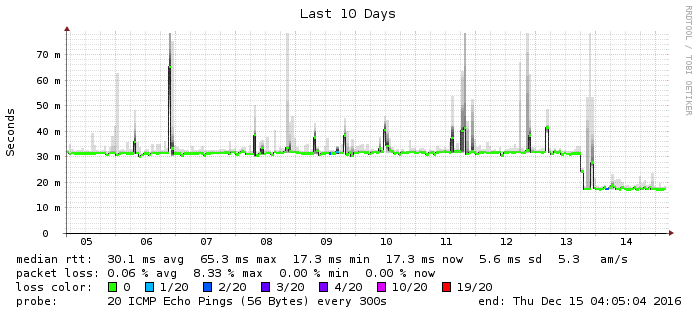 Last 10 Days
RRDTOOL / TOBI OETIKER
Seconds
70 m
60 m
50 m
40 m
30 m
20 m
10 m
0
05 06 07 08 09 10 11 12 13 14
median rtt: 30.1 ms avg 65.3 ms max 17.3 ms min 17.3 ms now 5.6 ms sd 5.3 am/s
packet loss: 0.06 % avg 8.33 % max 0.00 % min 0.00 % now
loss color: 0 1/20 2/20 3/20 4/20 10/20 19/20
probe: 20 ICMP Echo Pings (56 Bytes) every 300s end: Thu Dec 15 04:05:04 2016